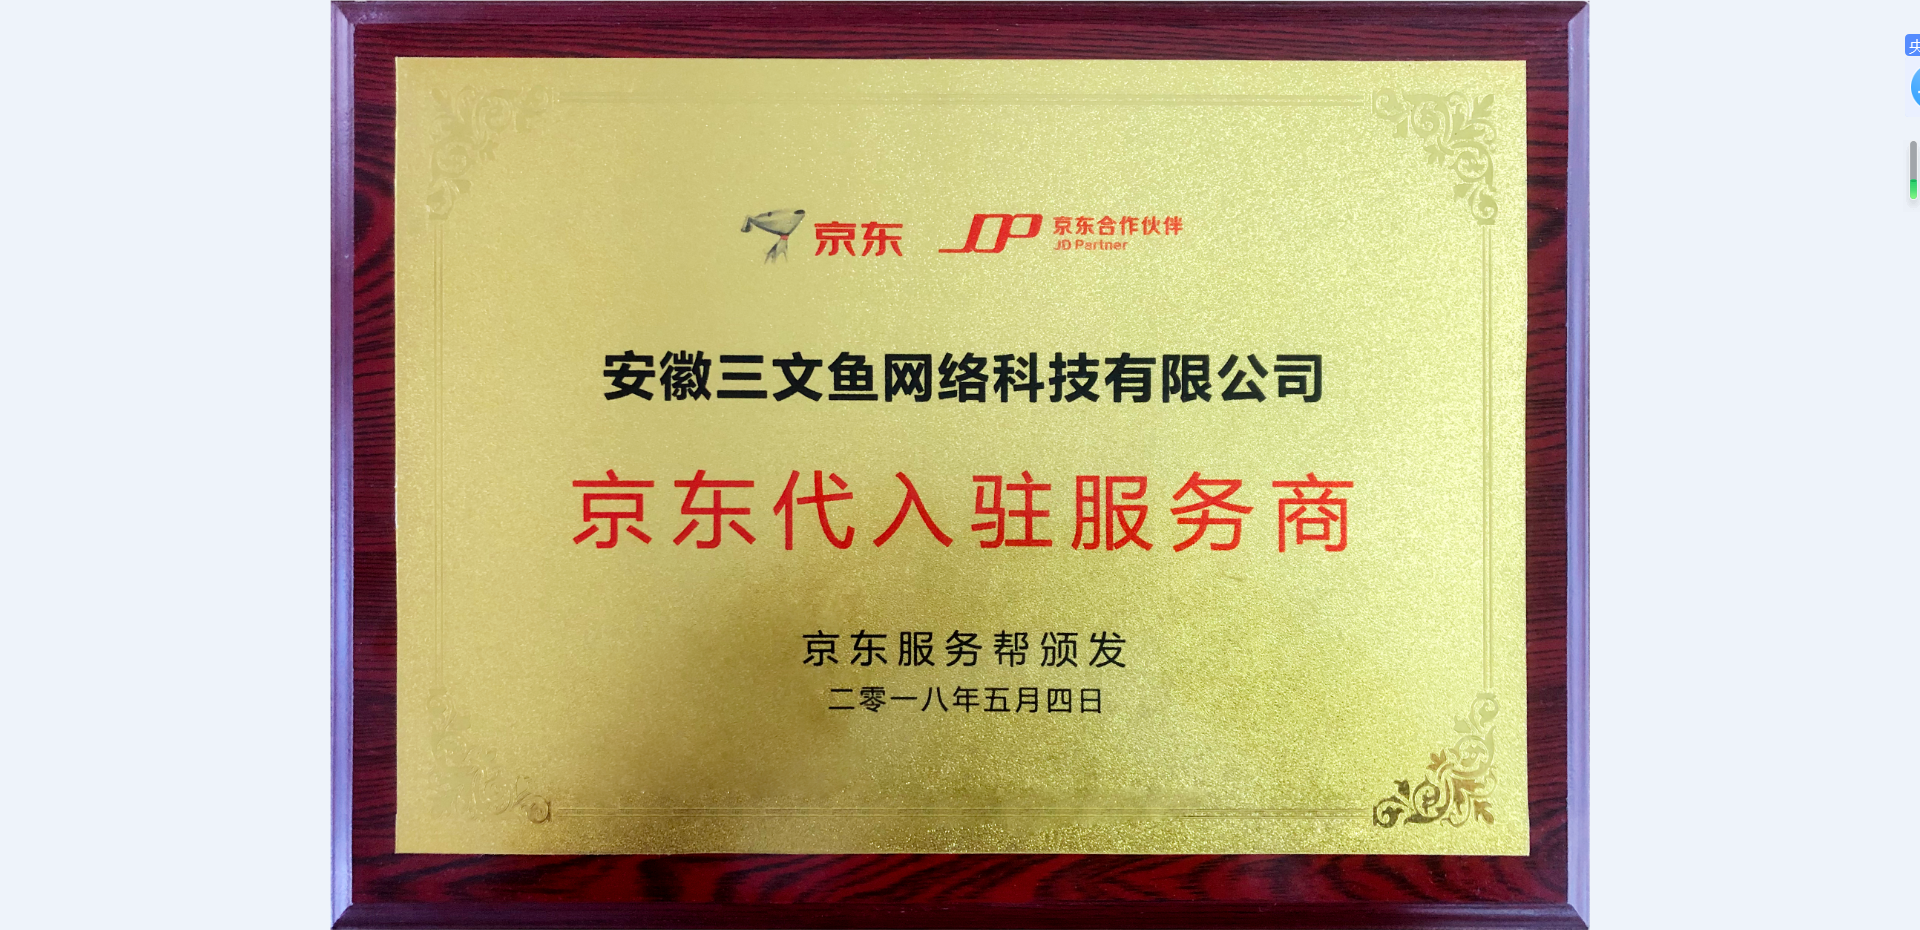 京东 JDP 京东合作伙伴
JD Partner
安徽三文鱼网络科技有限公司
京东代入驻服务商
京东服务帮颁发
二零一八年五月四日